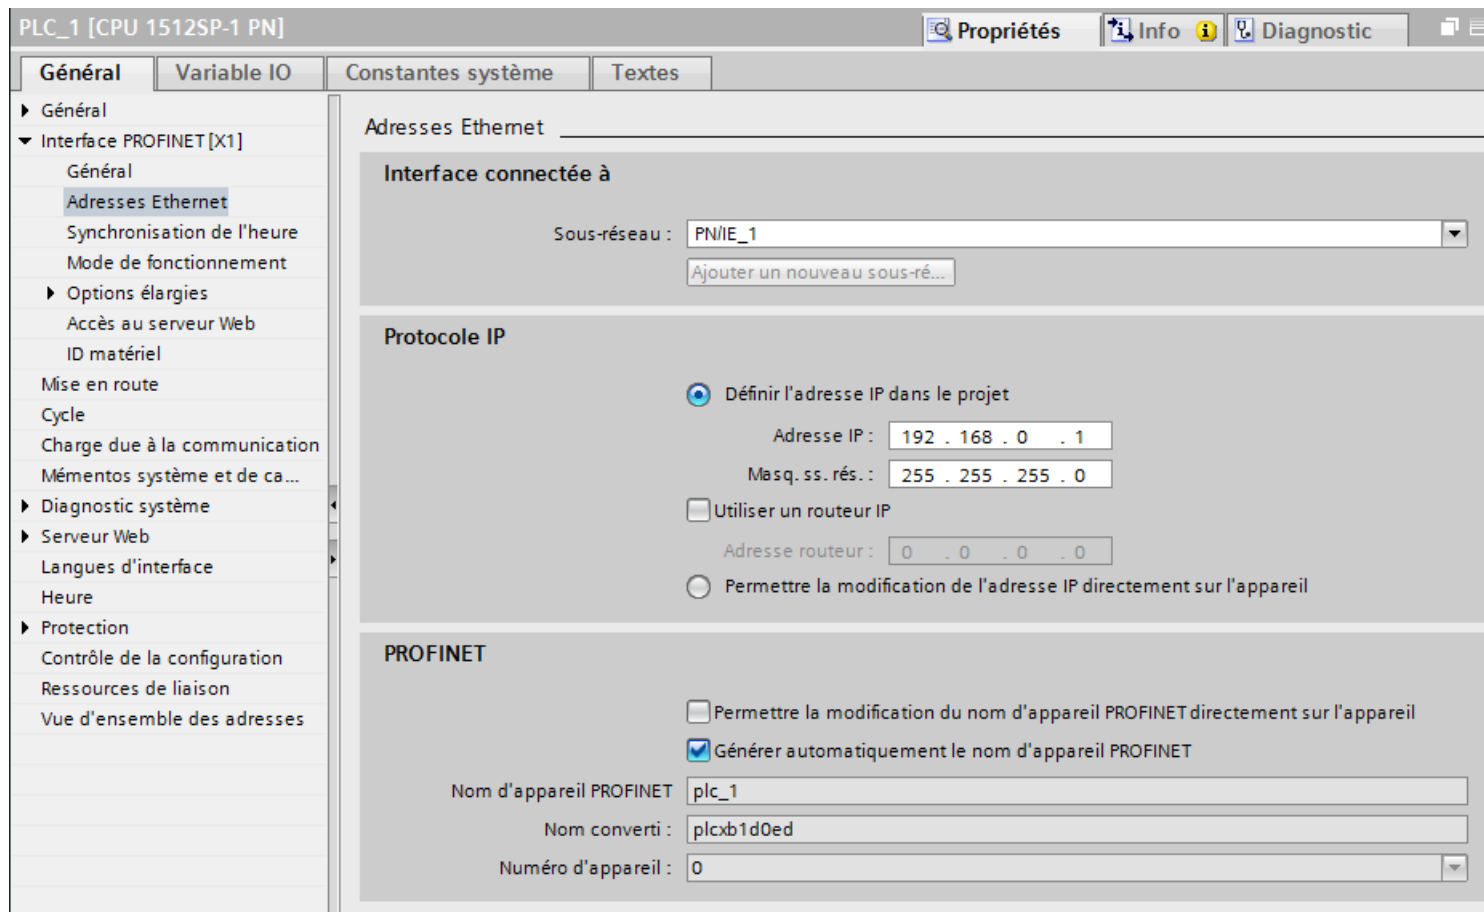 PLC_1 [CPU 1512SP-1 PN]
Propriétés
Info
Diagnostic
Général
Variable IO
Constantes système
Textes
Général
Interface PROFINET [X1]
Général
Adresses Ethernet
Synchronisation de l'heure
Mode de fonctionnement
Options élargies
Accès au serveur Web
ID matériel
Mise en route
Cycle
Charge due à la communication
Mémentos système et de ca...
Diagnostic système
Serveur Web
Langues d'interface
Heure
Protection
Contrôle de la configuration
Ressources de liaison
Vue d'ensemble des adresses
Adresses Ethernet
Interface connectée à
Sous-réseau : PN/IE_1
Ajouter un nouveau sous-ré...
Protocole IP
Définir l'adresse IP dans le projet
Adresse IP : 192 . 168 . 0 . 1
Masq. ss. rés. : 255 . 255 . 255 . 0
Utiliser un routeur IP
Adresse routeur : 0 . 0 . 0 . 0
Permettre la modification de l'adresse IP directement sur l'appareil
PROFINET
Permettre la modification du nom d'appareil PROFINET directement sur l'appareil
Générer automatiquement le nom d'appareil PROFINET
Nom d'appareil PROFINET plc_1
Nom converti : plcxb1d0ed
Numéro d'appareil : 0